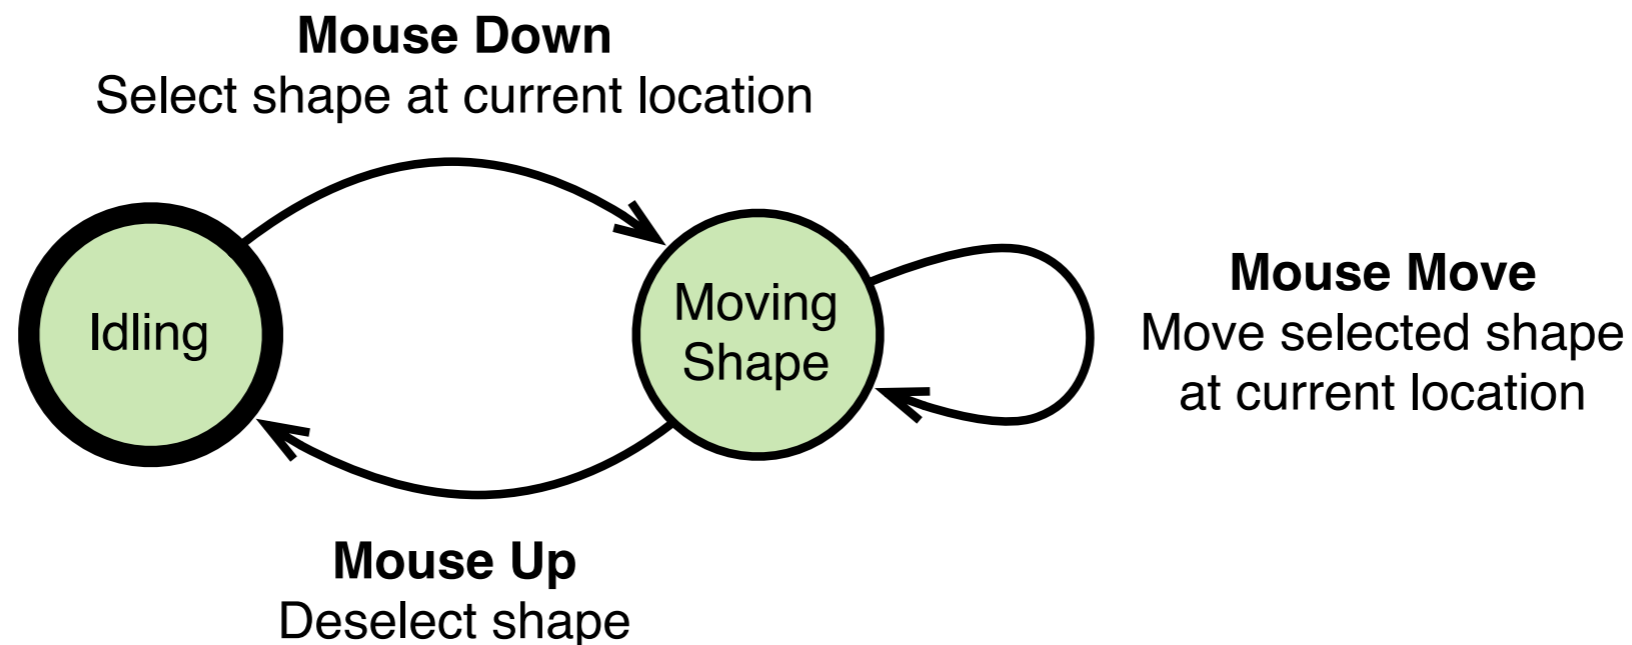 Mouse Down
Select shape at current location
Idling
Moving
Shape
Mouse Move
Move selected shape
at current location
Mouse Up
Deselect shape